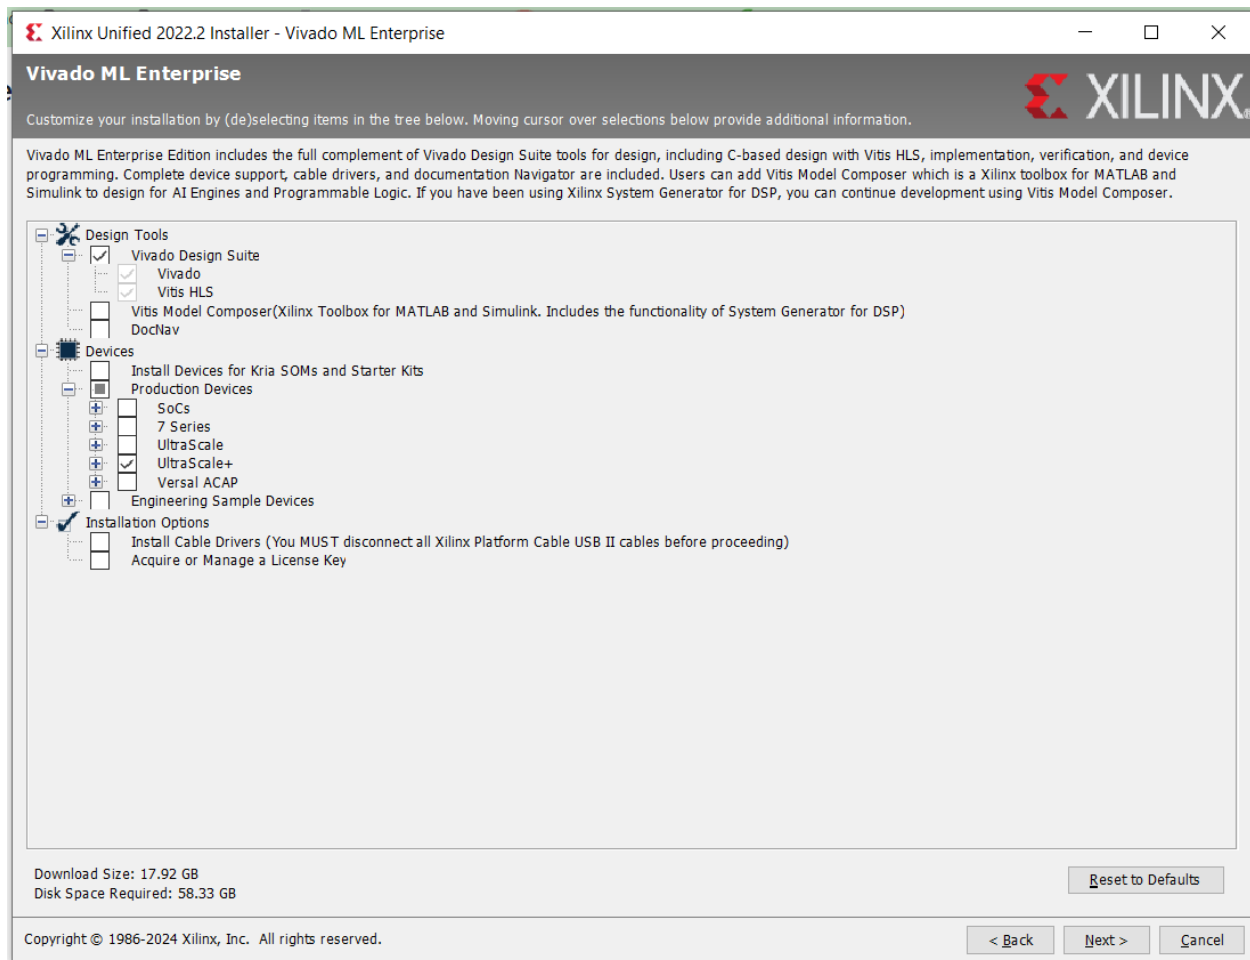 Xilinx Unified 2022.2 Installer - Vivado ML Enterprise
Vivado ML Enterprise
XILINX
Customize your installation by (de)selecting items in the tree below. Moving cursor over selections below provide additional information.
Vivado ML Enterprise Edition includes the full complement of Vivado Design Suite tools for design, including C-based design with Vitis HLS, implementation, verification, and device
programming. Complete device support, cable drivers, and documentation Navigator are included. Users can add Vitis Model Composer which is a Xilinx toolbox for MATLAB and
Simulink to design for AI Engines and Programmable Logic. If you have been using Xilinx System Generator for DSP, you can continue development using Vitis Model Composer.
Design Tools
Vivado Design Suite
Vivado
Vitis HLS
Vitis Model Composer(Xilinx Toolbox for MATLAB and Simulink. Includes the functionality of System Generator for DSP)
DocNav
Devices
Install Devices for Kria SOMs and Starter Kits
Production Devices
SoCs
7 Series
UltraScale
UltraScale+
Versal ACAP
Engineering Sample Devices
Installation Options
Install Cable Drivers (You MUST disconnect all Xilinx Platform Cable USB II cables before proceeding)
Acquire or Manage a License Key
Download Size: 17.92 GB
Disk Space Required: 58.33 GB
Reset to Defaults
Copyright © 1986-2024 Xilinx, Inc. All rights reserved.
< Back
Next >
Cancel